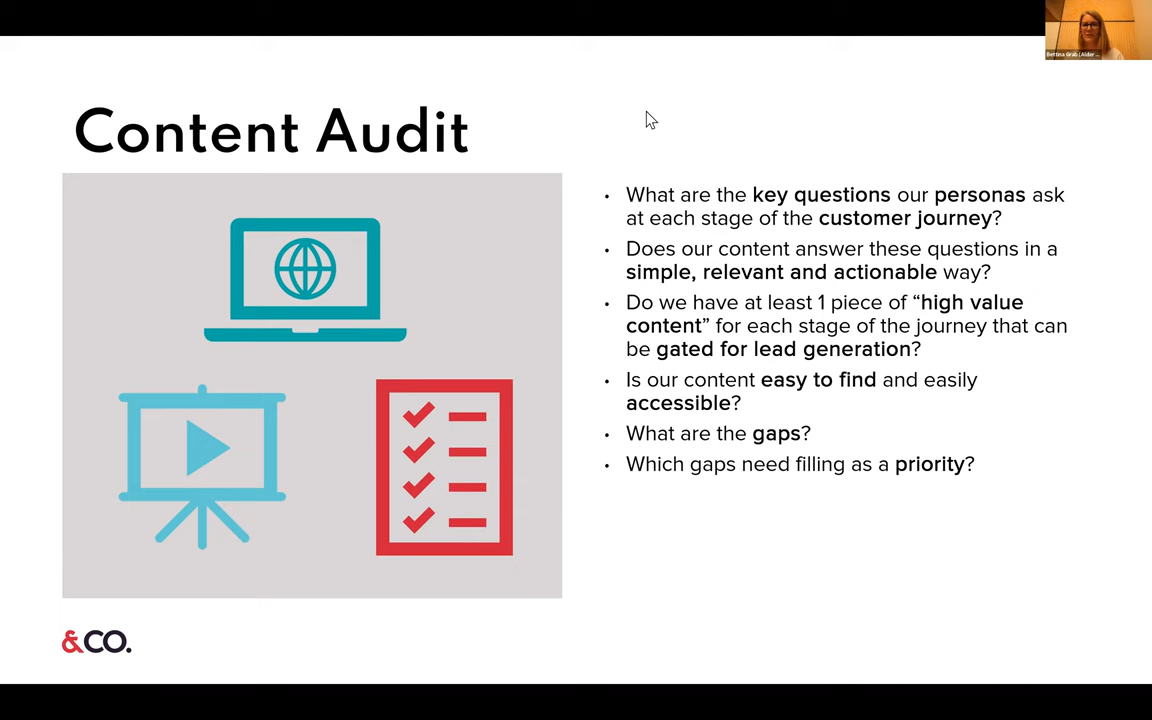 Bettina Grab (Alder ...
Content Audit
• What are the key questions our personas ask
at each stage of the customer journey?
• Does our content answer these questions in a
simple, relevant and actionable way?
• Do we have at least 1 piece of “high value
content” for each stage of the journey that can
be gated for lead generation?
• Is our content easy to find and easily
accessible?
• What are the gaps?
• Which gaps need filling as a priority?
&CO.